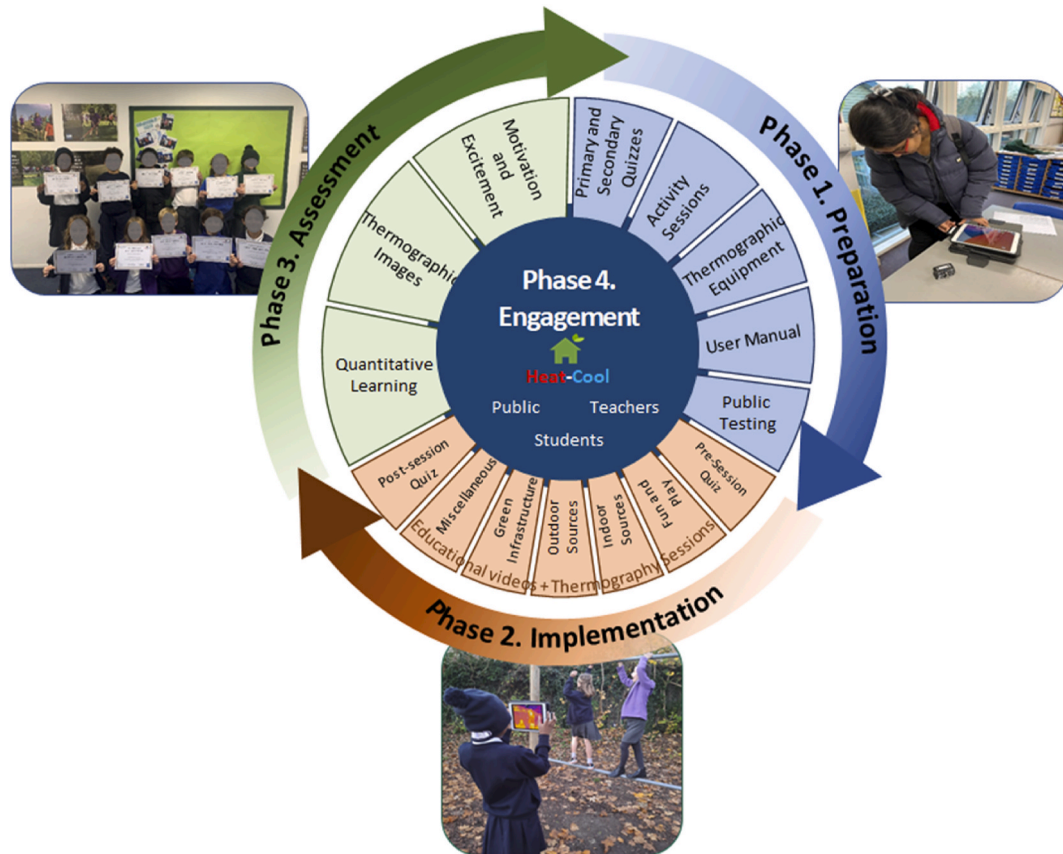 Phase 1. Preparation
Primary and
Secondary
Quizzes
Activity
Sessions
Thermographic
Equipment
User Manual
Public
Testing
Phase 2. Implementation
Pre-Session
Quiz
Fun and
Play
Indoor
Sources
Outdoor
Sources
Green
Infrastructure
Miscellaneous
Post-session
Quiz
Educational videos + Thermography Sessions
Phase 3. Assessment
Quantitative
Learning
Thermographic
Images
Motivation
and
Excitement
Phase 4.
Engagement
Heat-Cool
Public Teachers
Students